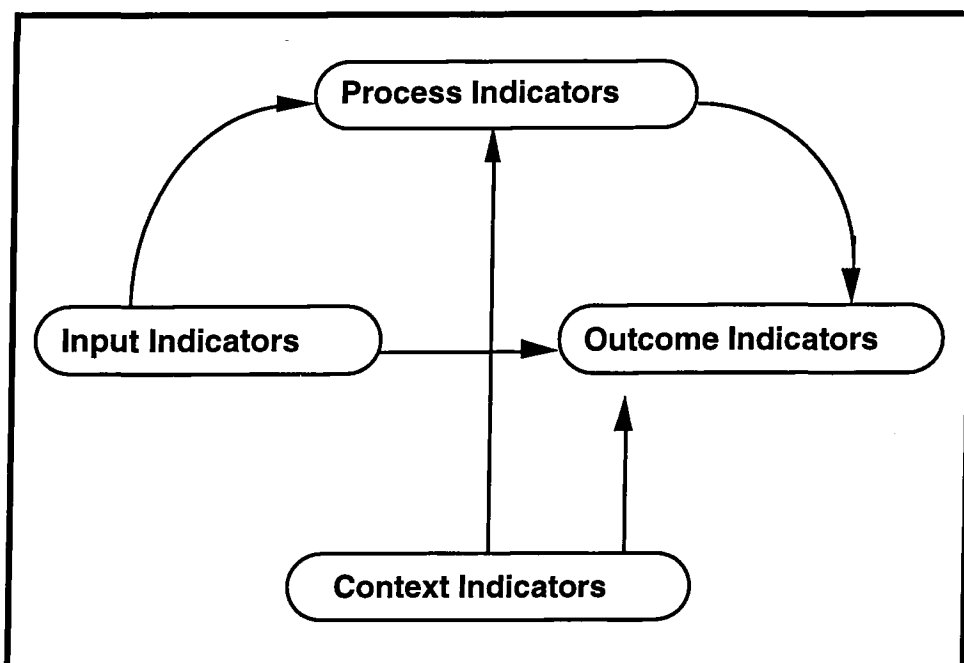 Process Indicators
Input Indicators
Outcome Indicators
Context Indicators